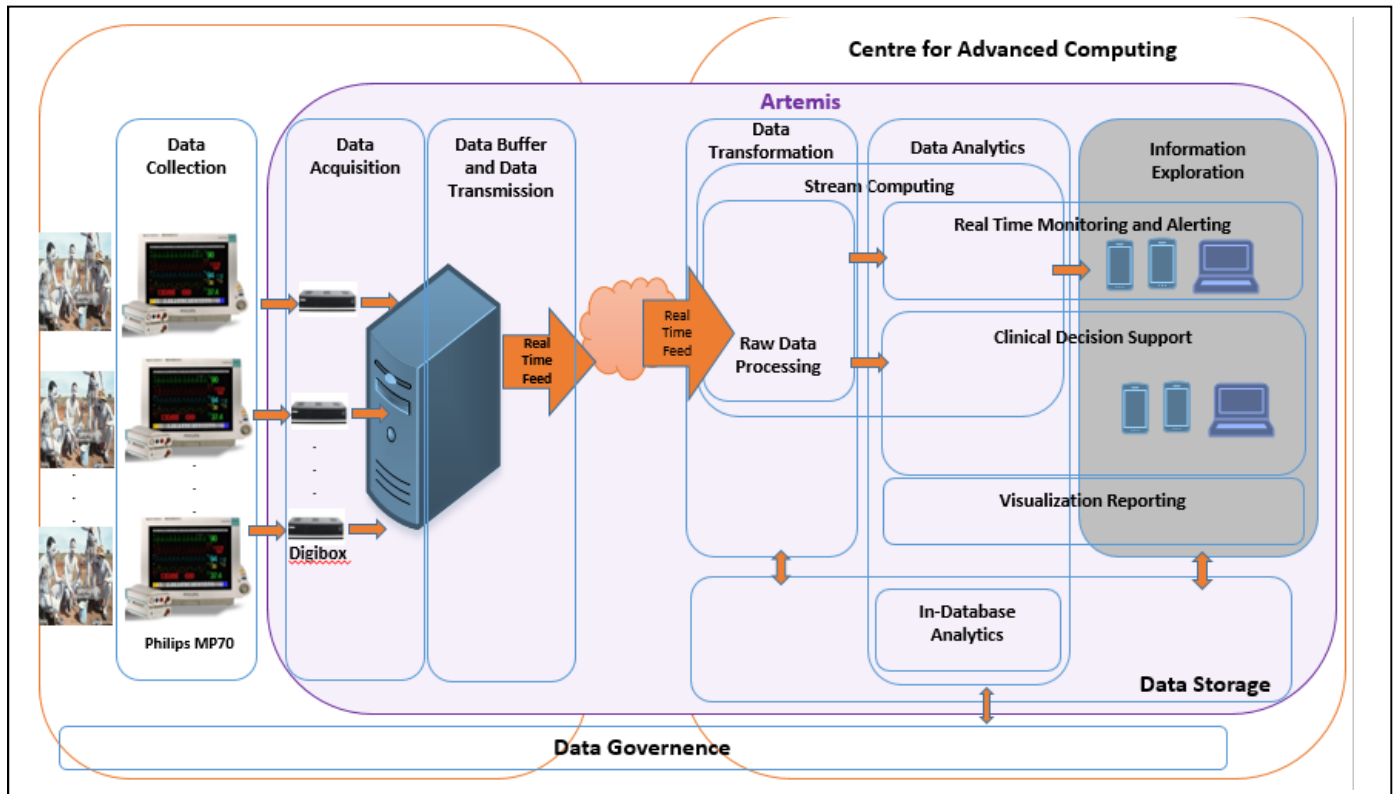 Centre for Advanced Computing
Artemis
Data
Collection
Data
Acquisition
Data Buffer
and Data
Transmission
Data
Transformation
Data Analytics
Information
Exploration
Stream Computing
Real Time Monitoring and Alerting
Real
Time
Feed
Real
Time
Feed
Raw Data
Processing
Clinical Decision Support
Visualization Reporting
Digibox
Philips MP70
In-Database
Analytics
Data Storage
Data Governence